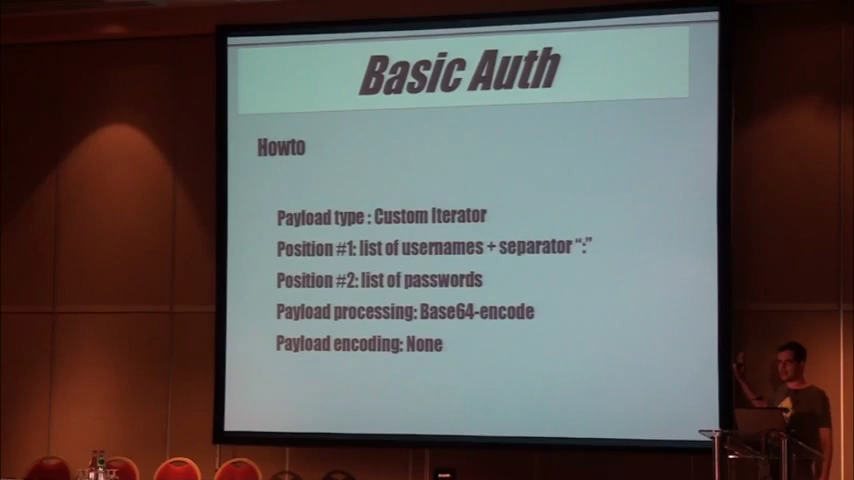 Basic Auth
Howto
Payload type : Custom Iterator
Position #1: list of usernames + separator “:”
Position #2: list of passwords
Payload processing: Base64-encode
Payload encoding: None